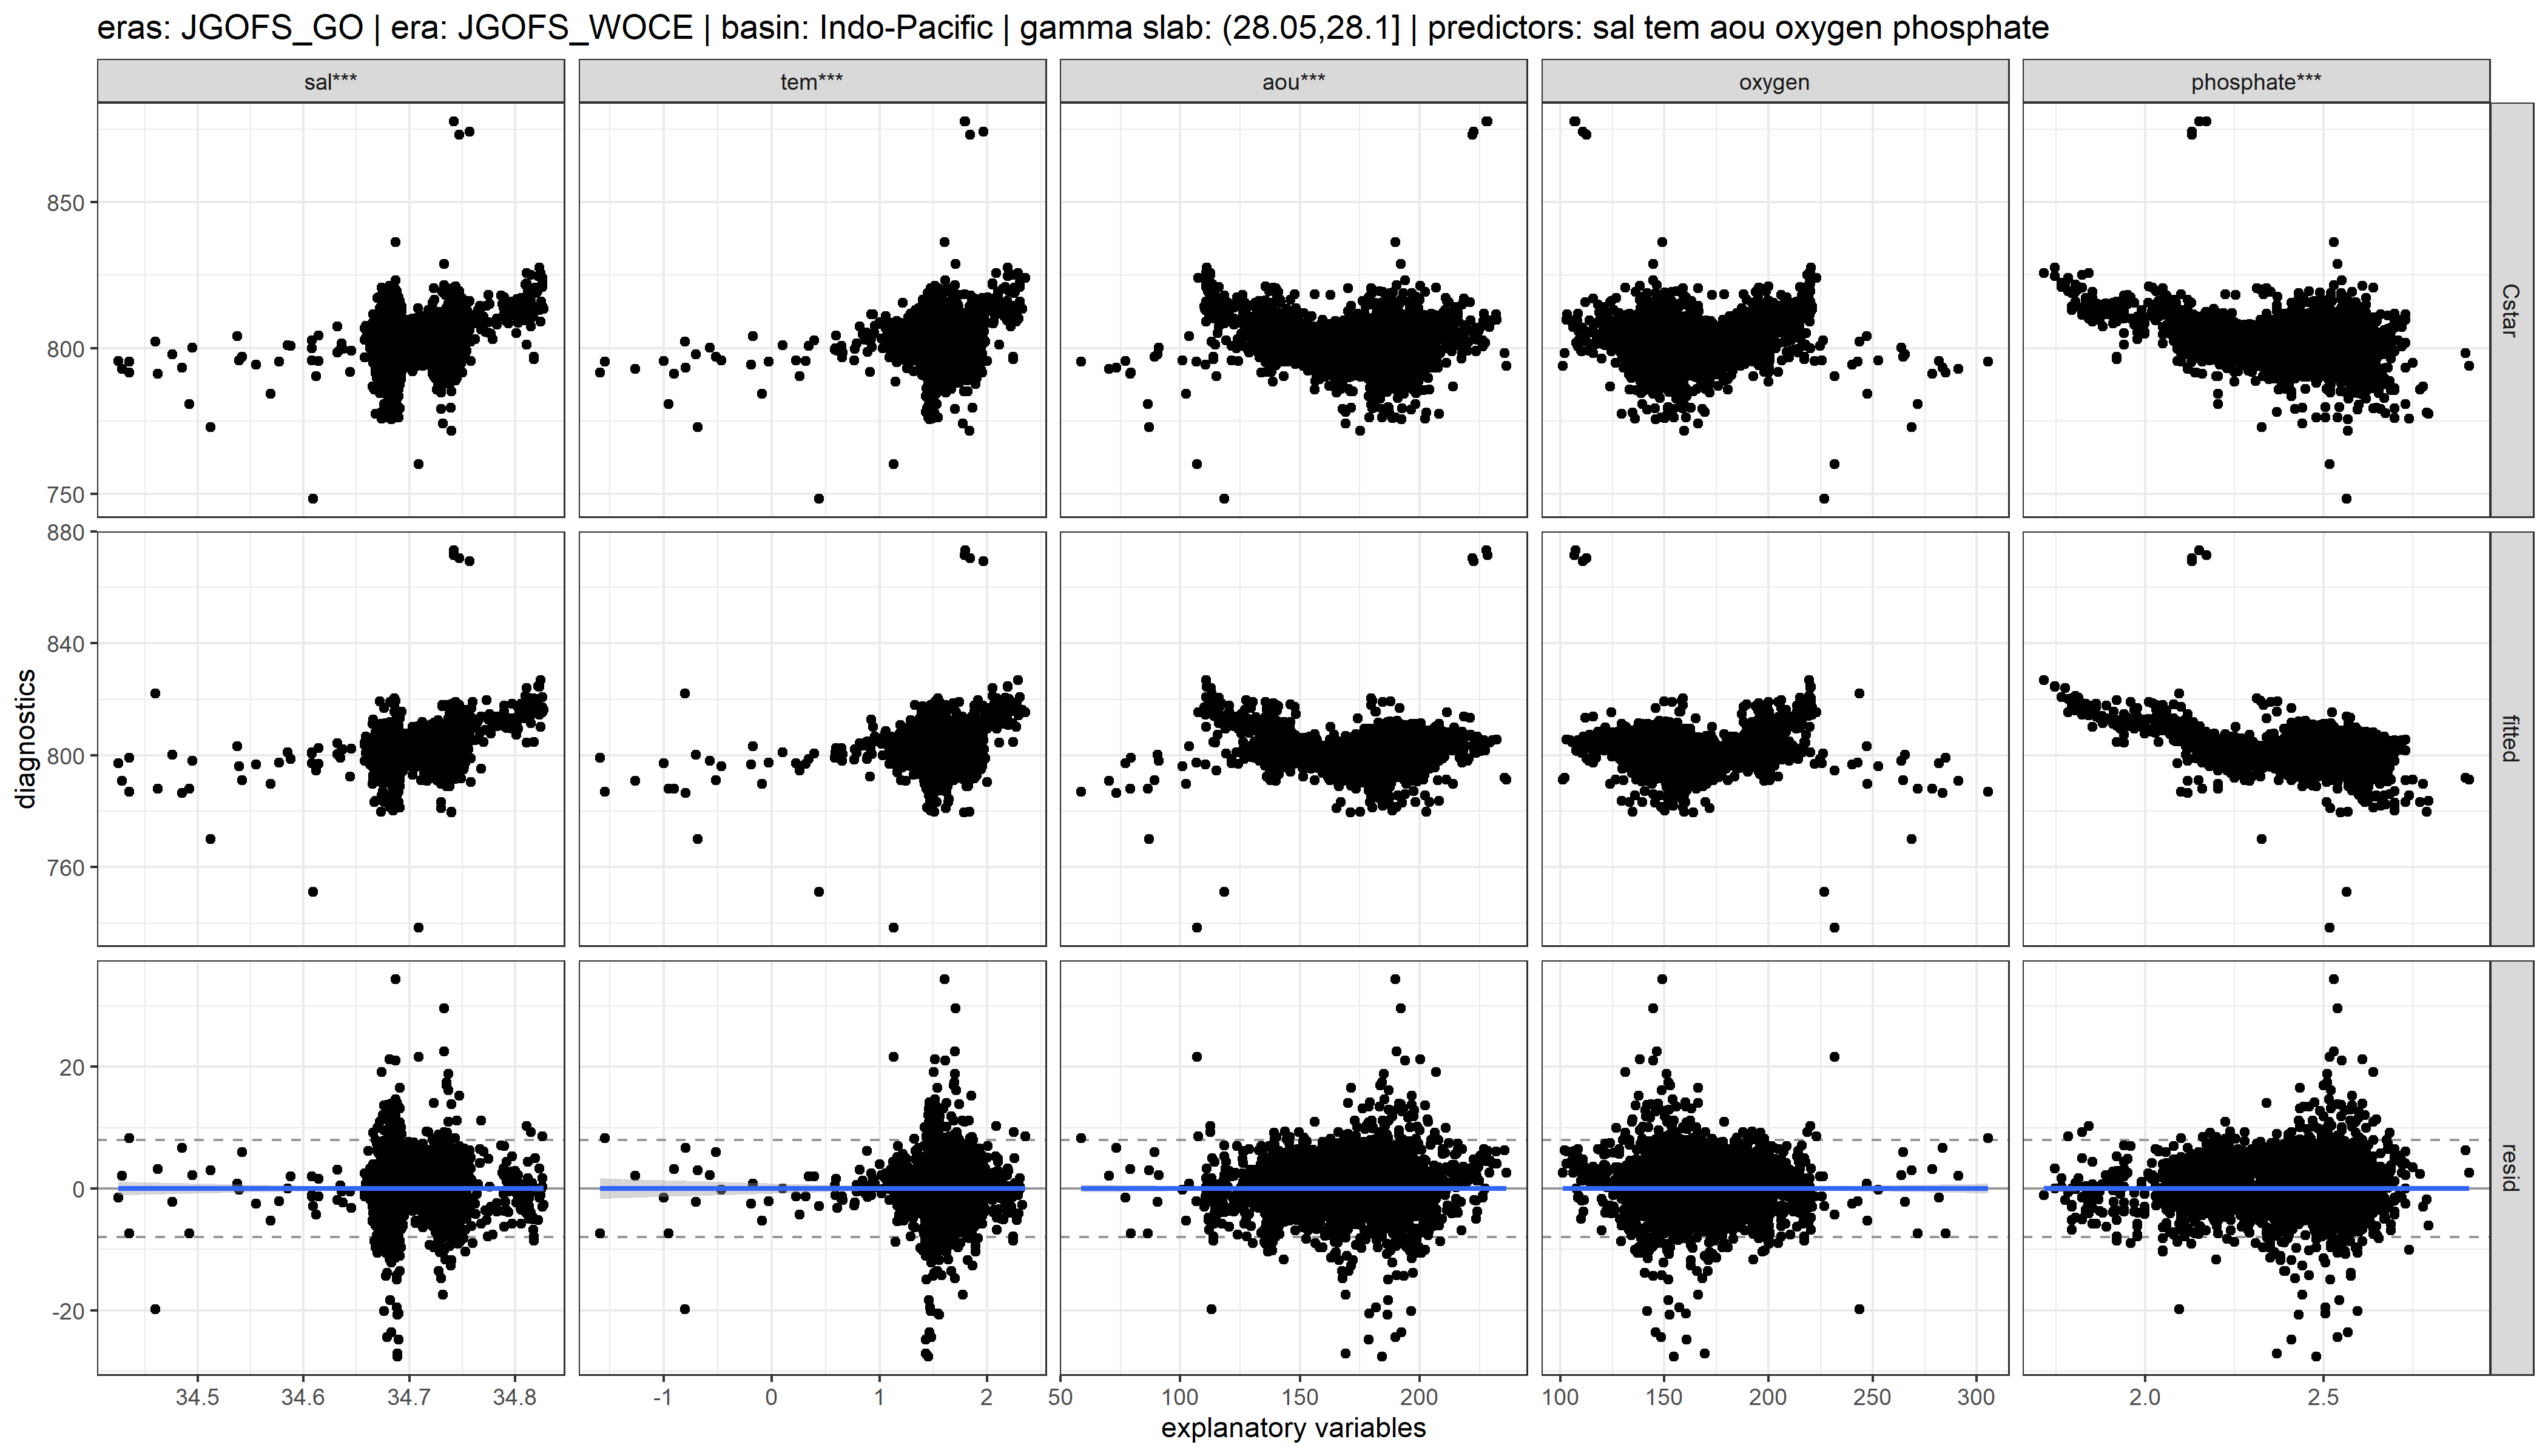 eras: JGOFS_GO | era: JGOFS_WOCE | basin: Indo-Pacific | gamma slab: (28.05,28.1] | predictors: sal tem aou oxygen phosphate
sal*** tem*** aou*** oxygen phosphate***
850
800
750
Cstar
880
840
800
760
fitted
diagnostics
20
0
-20
resid
34.5 34.6 34.7 34.8 -1 0 1 2 50 100 150 200 100 150 200 250 300 2.0 2.5
explanatory variables